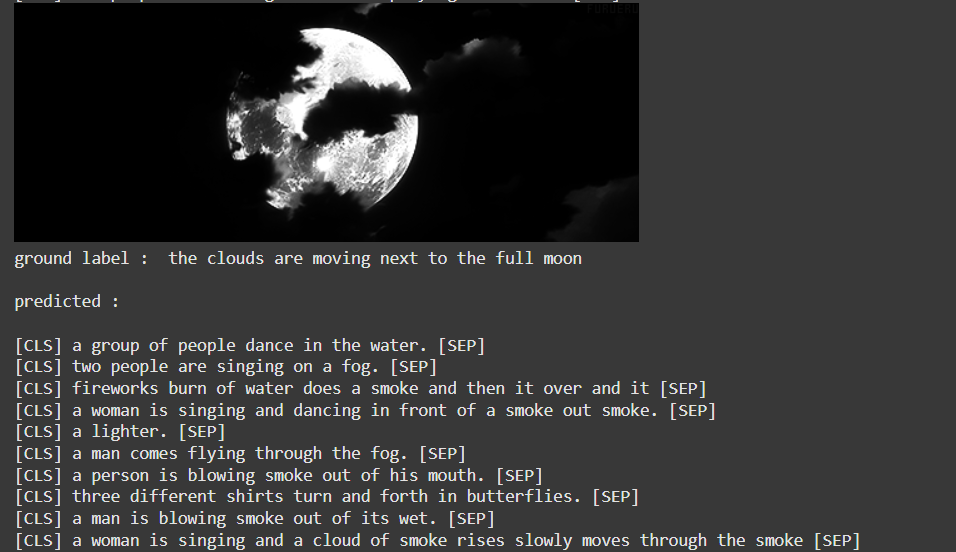 ground label :  the clouds are moving next to the full moon
predicted :
[CLS] a group of people dance in the water. [SEP]
[CLS] two people are singing on a fog. [SEP]
[CLS] fireworks burn of water does a smoke and then it over and it [SEP]
[CLS] a woman is singing and dancing in front of a smoke out smoke. [SEP]
[CLS] a lighter. [SEP]
[CLS] a man comes flying through the fog. [SEP]
[CLS] a person is blowing smoke out of his mouth. [SEP]
[CLS] three different shirts turn and forth in butterflies. [SEP]
[CLS] a man is blowing smoke out of its wet. [SEP]
[CLS] a woman is singing and a cloud of smoke rises slowly moves through the smoke [SEP]